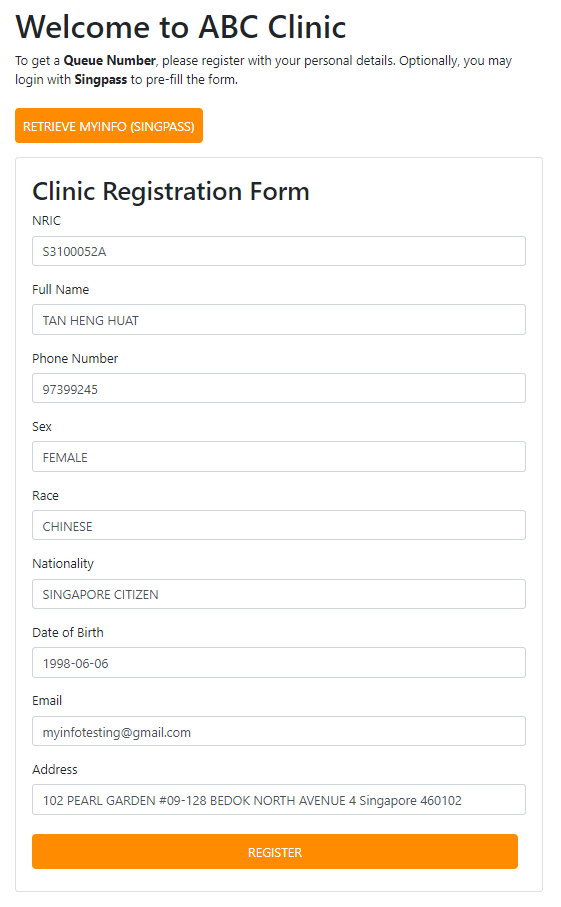 Welcome to ABC Clinic
To get a Queue Number, please register with your personal details. Optionally, you may
login with Singpass to pre-fill the form.
RETRIEVE MYINFO (SINGPASS)
Clinic Registration Form
NRIC
S3100052A
Full Name
TAN HENG HUAT
Phone Number
97399245
Sex
FEMALE
Race
CHINESE
Nationality
SINGAPORE CITIZEN
Date of Birth
1998-06-06
Email
myinfotesting@gmail.com
Address
102 PEARL GARDEN #09-128 BEDOK NORTH AVENUE 4 Singapore 460102
REGISTER